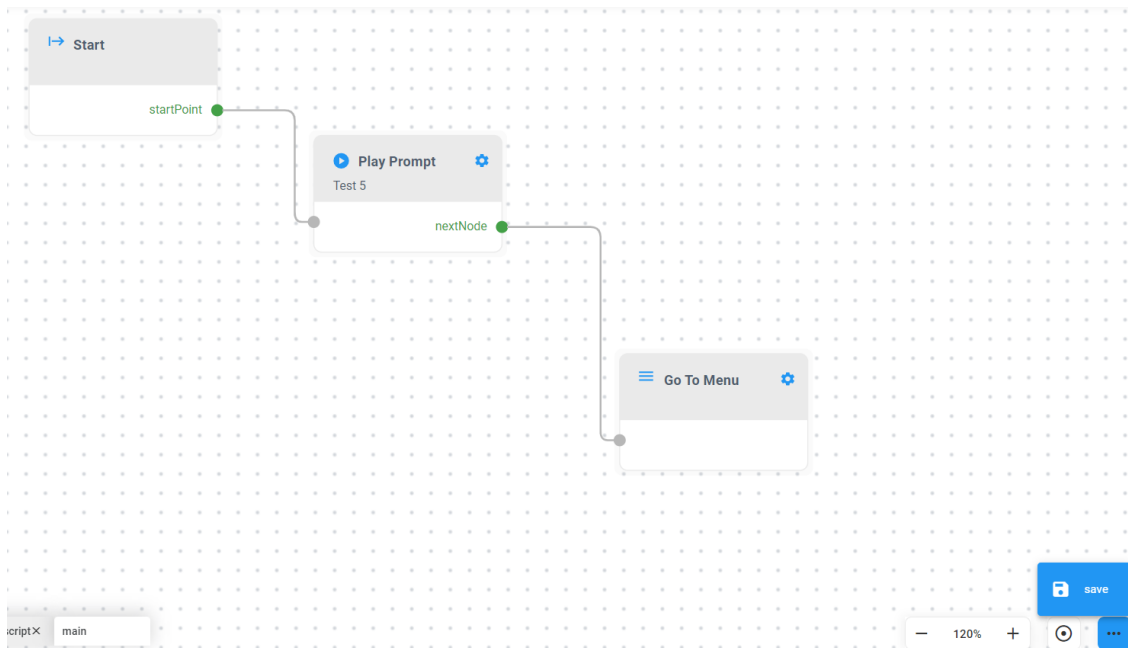 Start
startPoint
Play Prompt
Test 5
nextNode
Go To Menu
save
script
main
120%